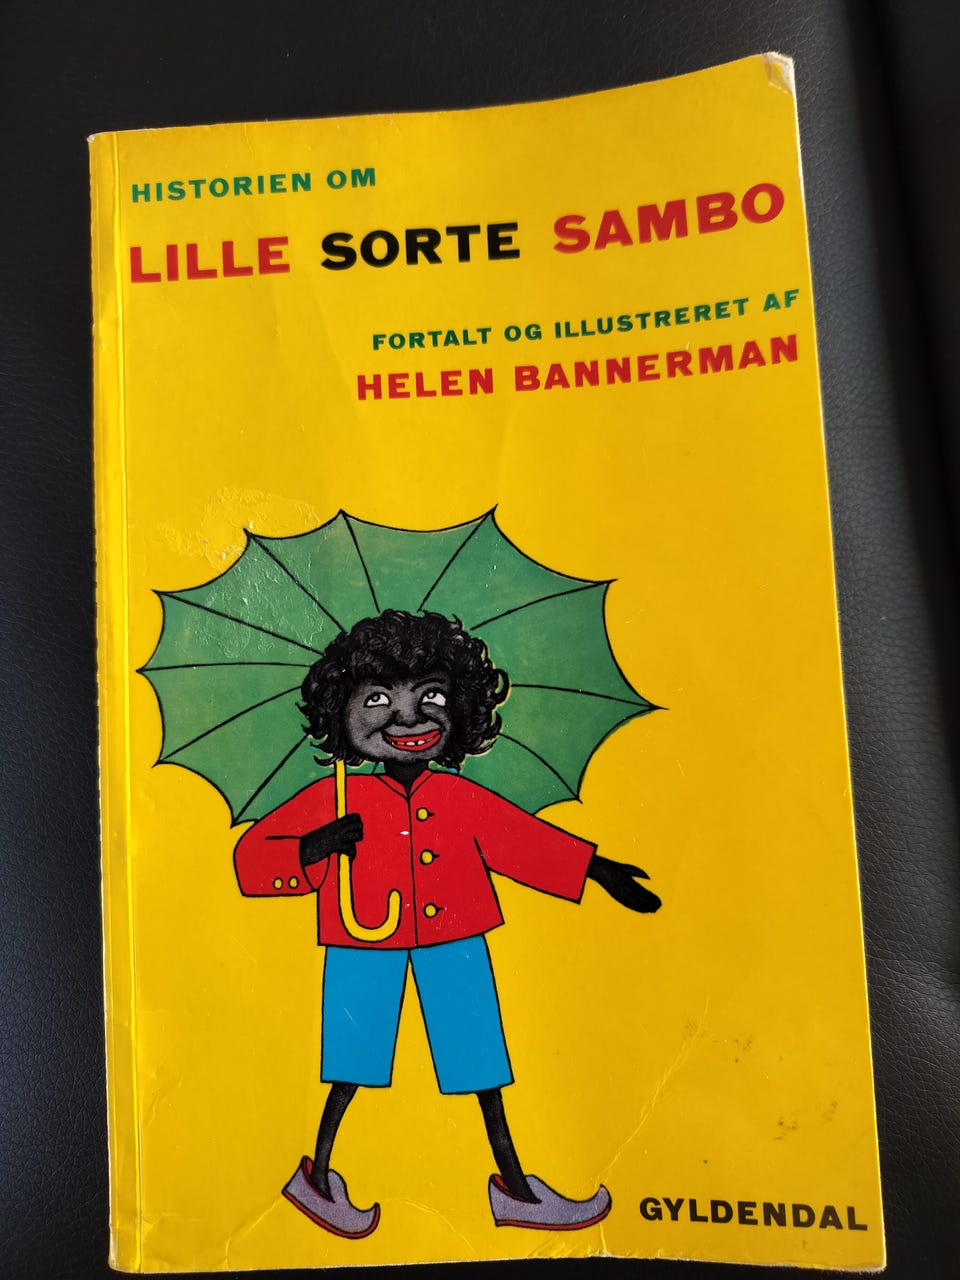 HISTORIEN OM
LILLE SORTE SAMBO
FORTALT OG ILLUSTRERET AF
HELEN BANNERMAN
GYLDENDAL